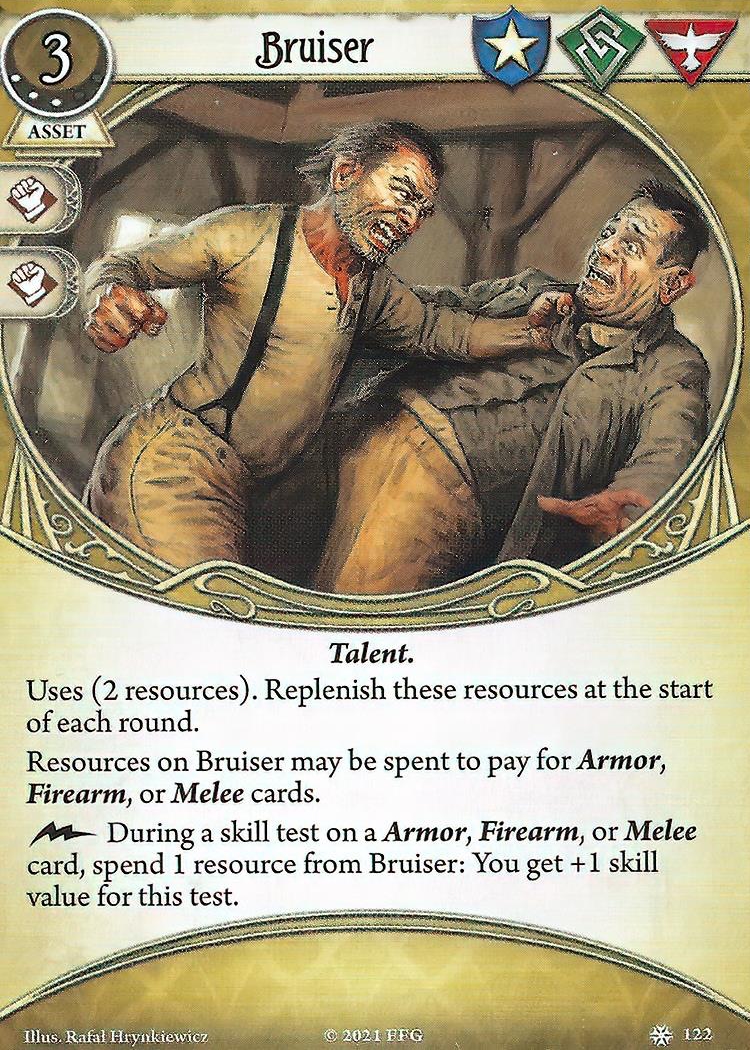 3
Bruiser
ASSET
Talent.
Uses (2 resources). Replenish these resources at the start
of each round.
Resources on Bruiser may be spent to pay for Armor,
Firearm, or Melee cards.
During a skill test on a Armor, Firearm, or Melee
card, spend 1 resource from Bruiser: You get +1 skill
value for this test.
Illus. Rafał Hrynkiewicz
© 2021 FFG
122